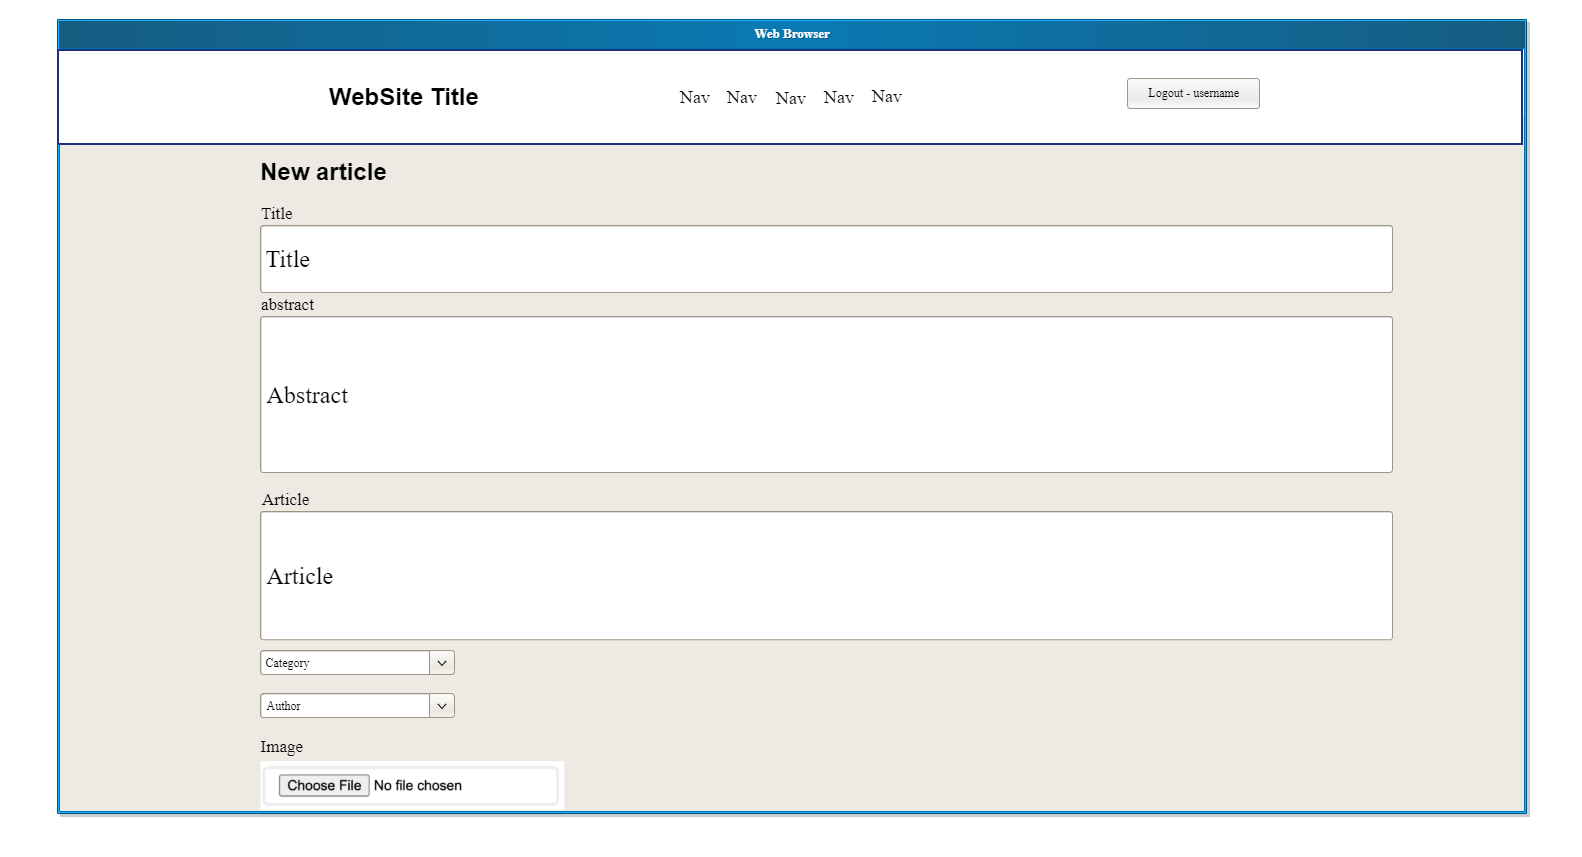 Web Browser
WebSite Title Nav Nav Nav Nav Nav Logout - username
New article
Title
Title
abstract
Abstract
Article
Article
Category
Author
Image
Choose File No file chosen